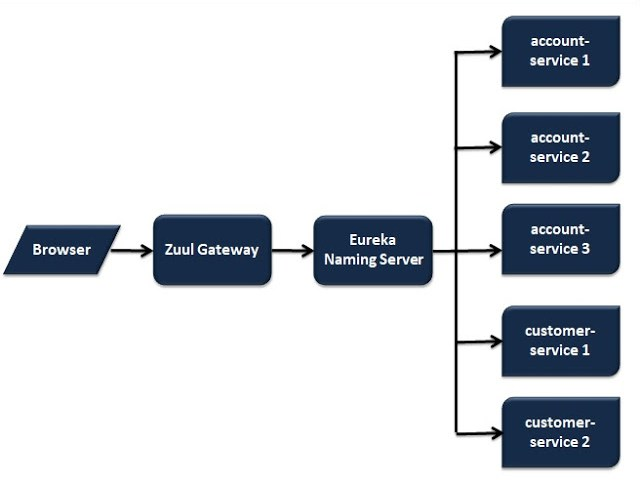 Browser
Zuul Gateway
Eureka
Naming Server
account-
service 1
account-
service 2
account-
service 3
customer-
service 1
customer-
service 2